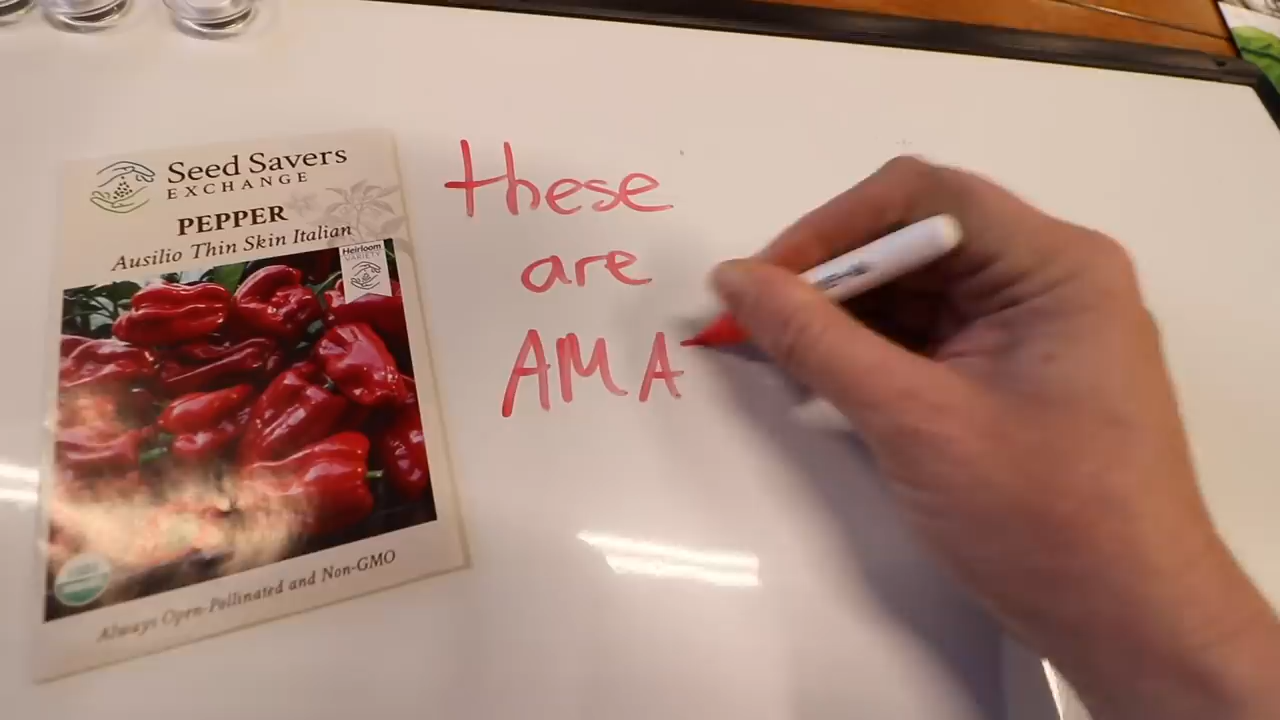 Seed Savers
EXCHANGE
PEPPER
Ausilio Thin Skin Italian
Heirloom
VARIETY
Always Open-Pollinated and Non-GMO
these
are
AMA